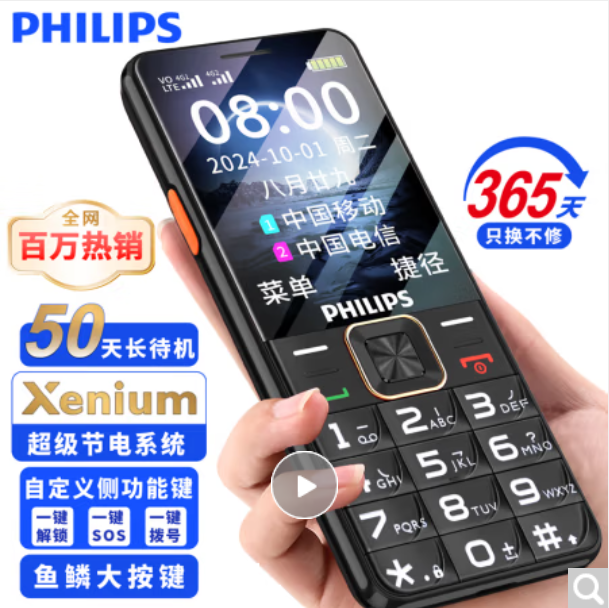 PHILIPS
VO LTE 4G1 4G2
08:00
2024-10-01 周二
八月廿九
1 中国移动
2 中国电信
菜单 捷径
PHILIPS
365天
只换不修
全网
百万热销
50天长待机
Xenium
超级节电系统
自定义侧功能键
一键解锁
一键SOS
一键拨号
鱼鳞大按键
1
2 ABC
3 DEF
GHI
5 JKL
6 MNO
7 PQRS
8 TUV
9 WXYZ
*
0
#